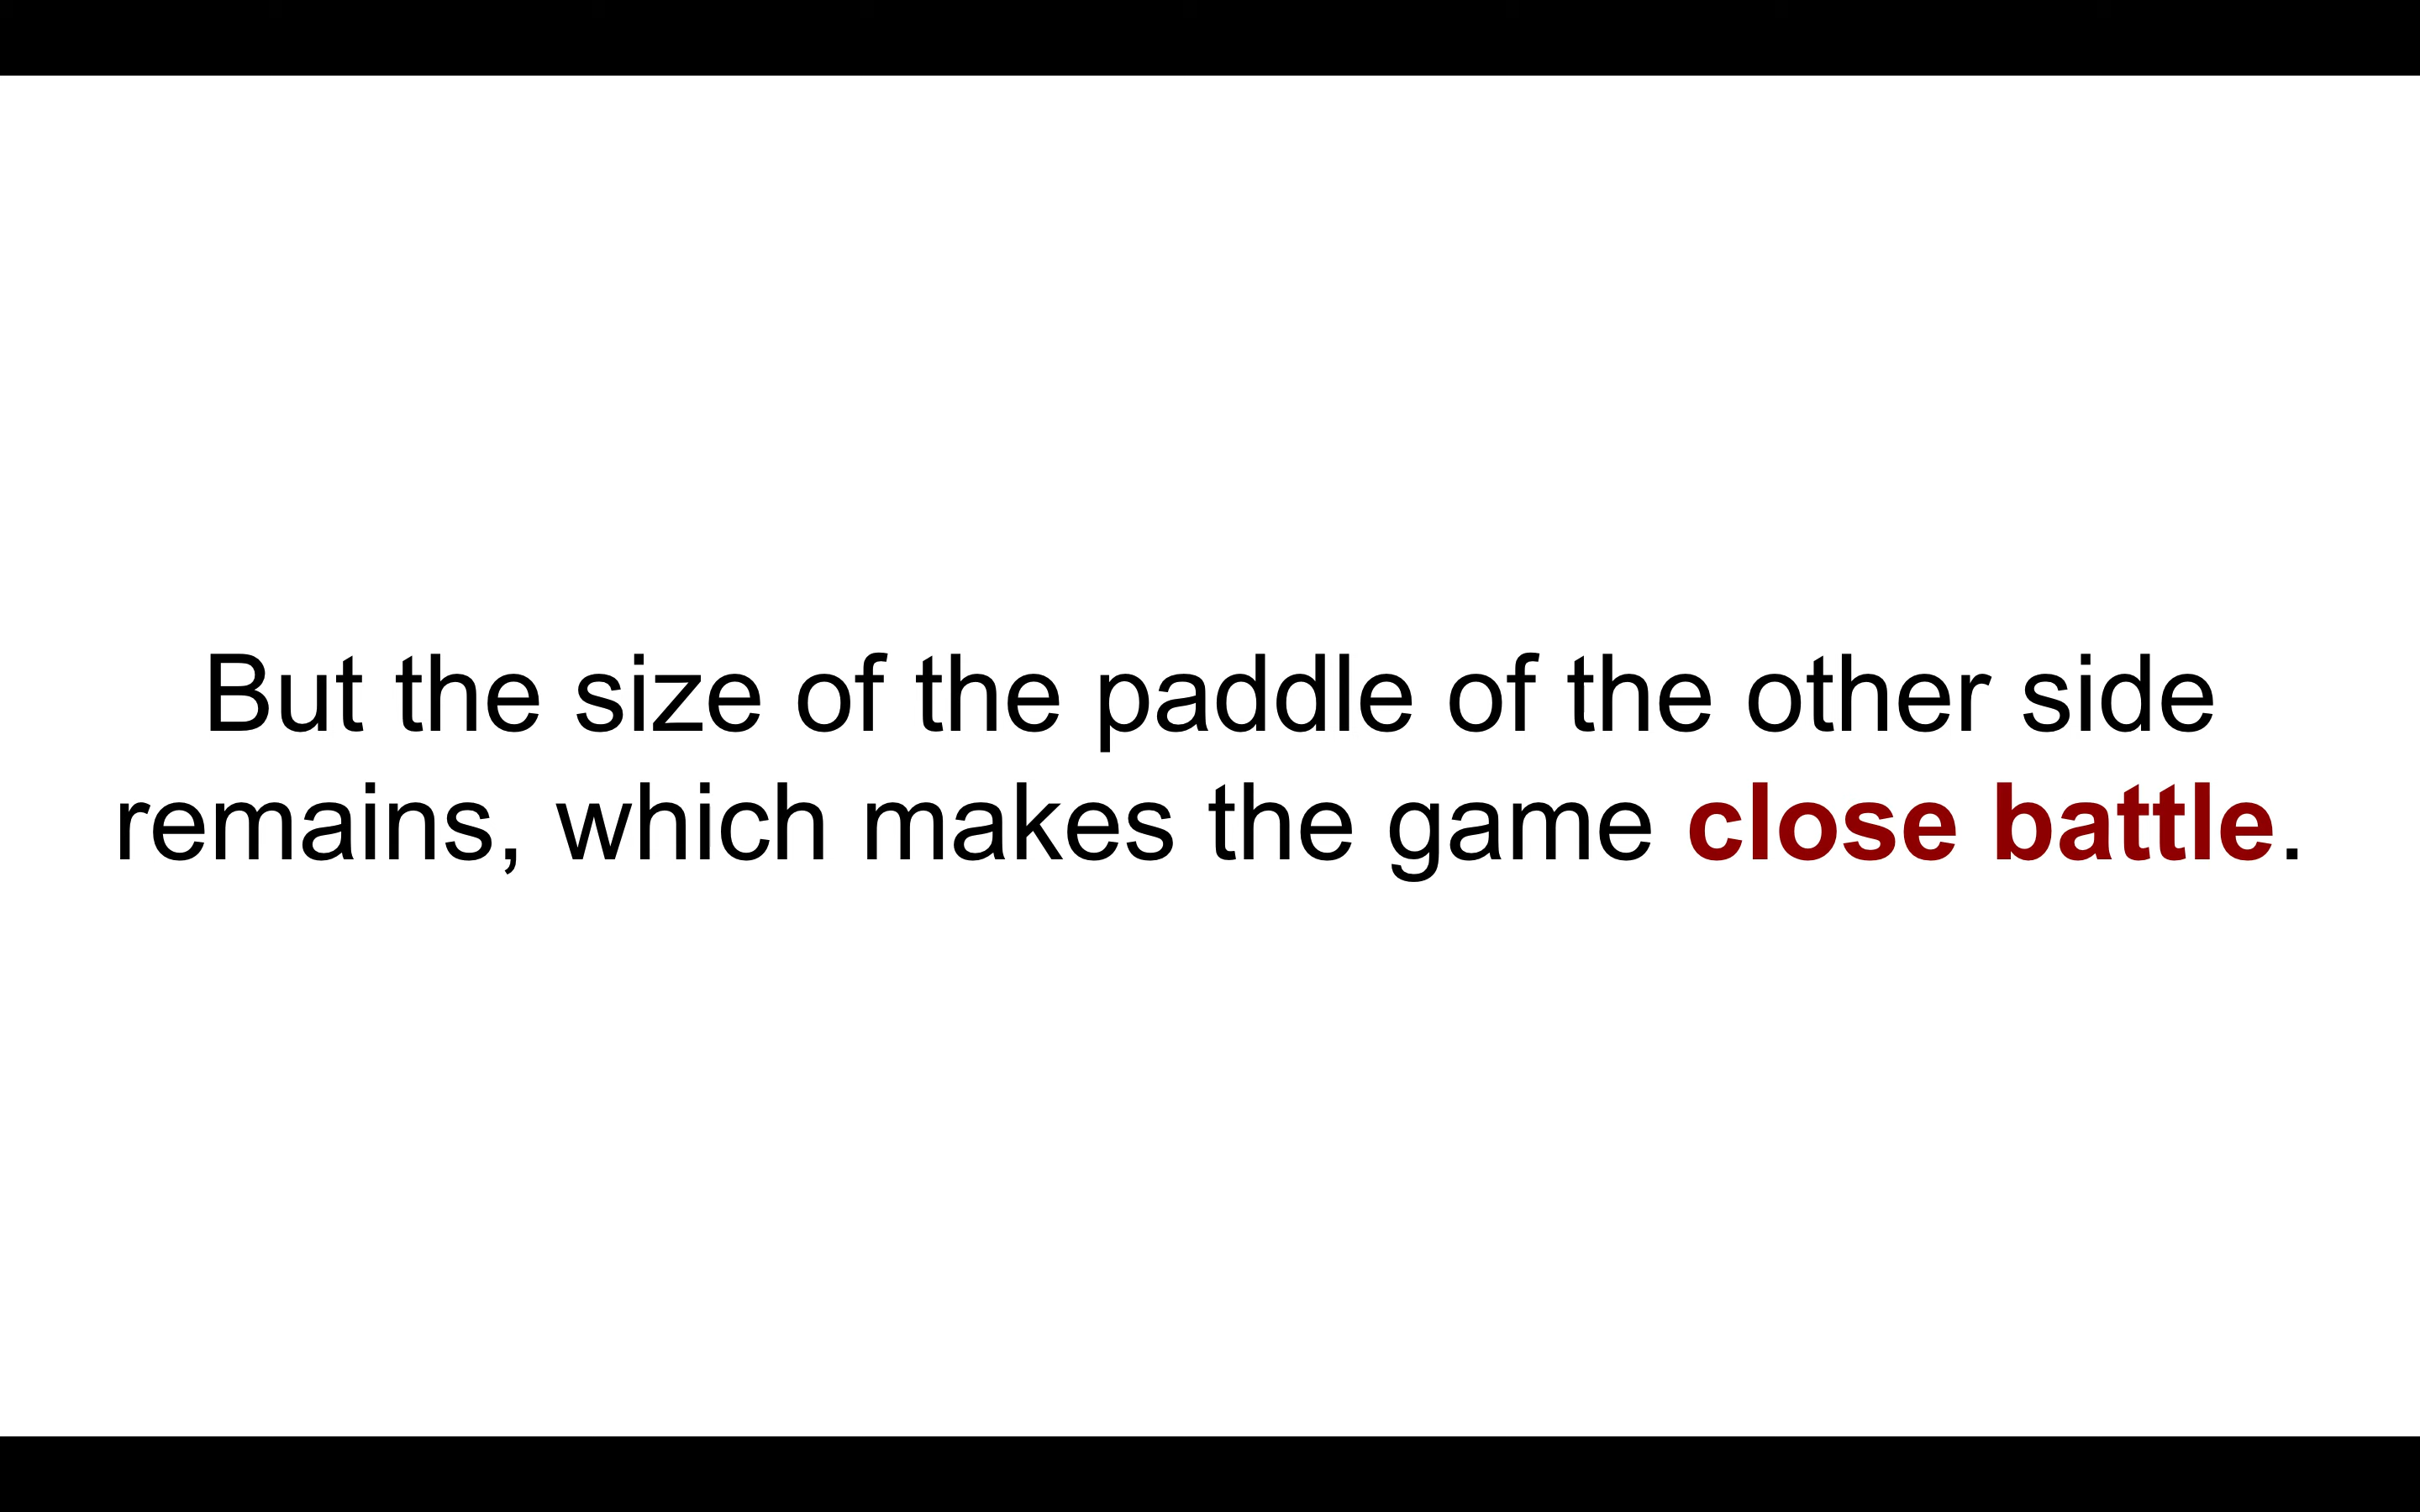 But the size of the paddle of the other side
remains, which makes the game close battle.